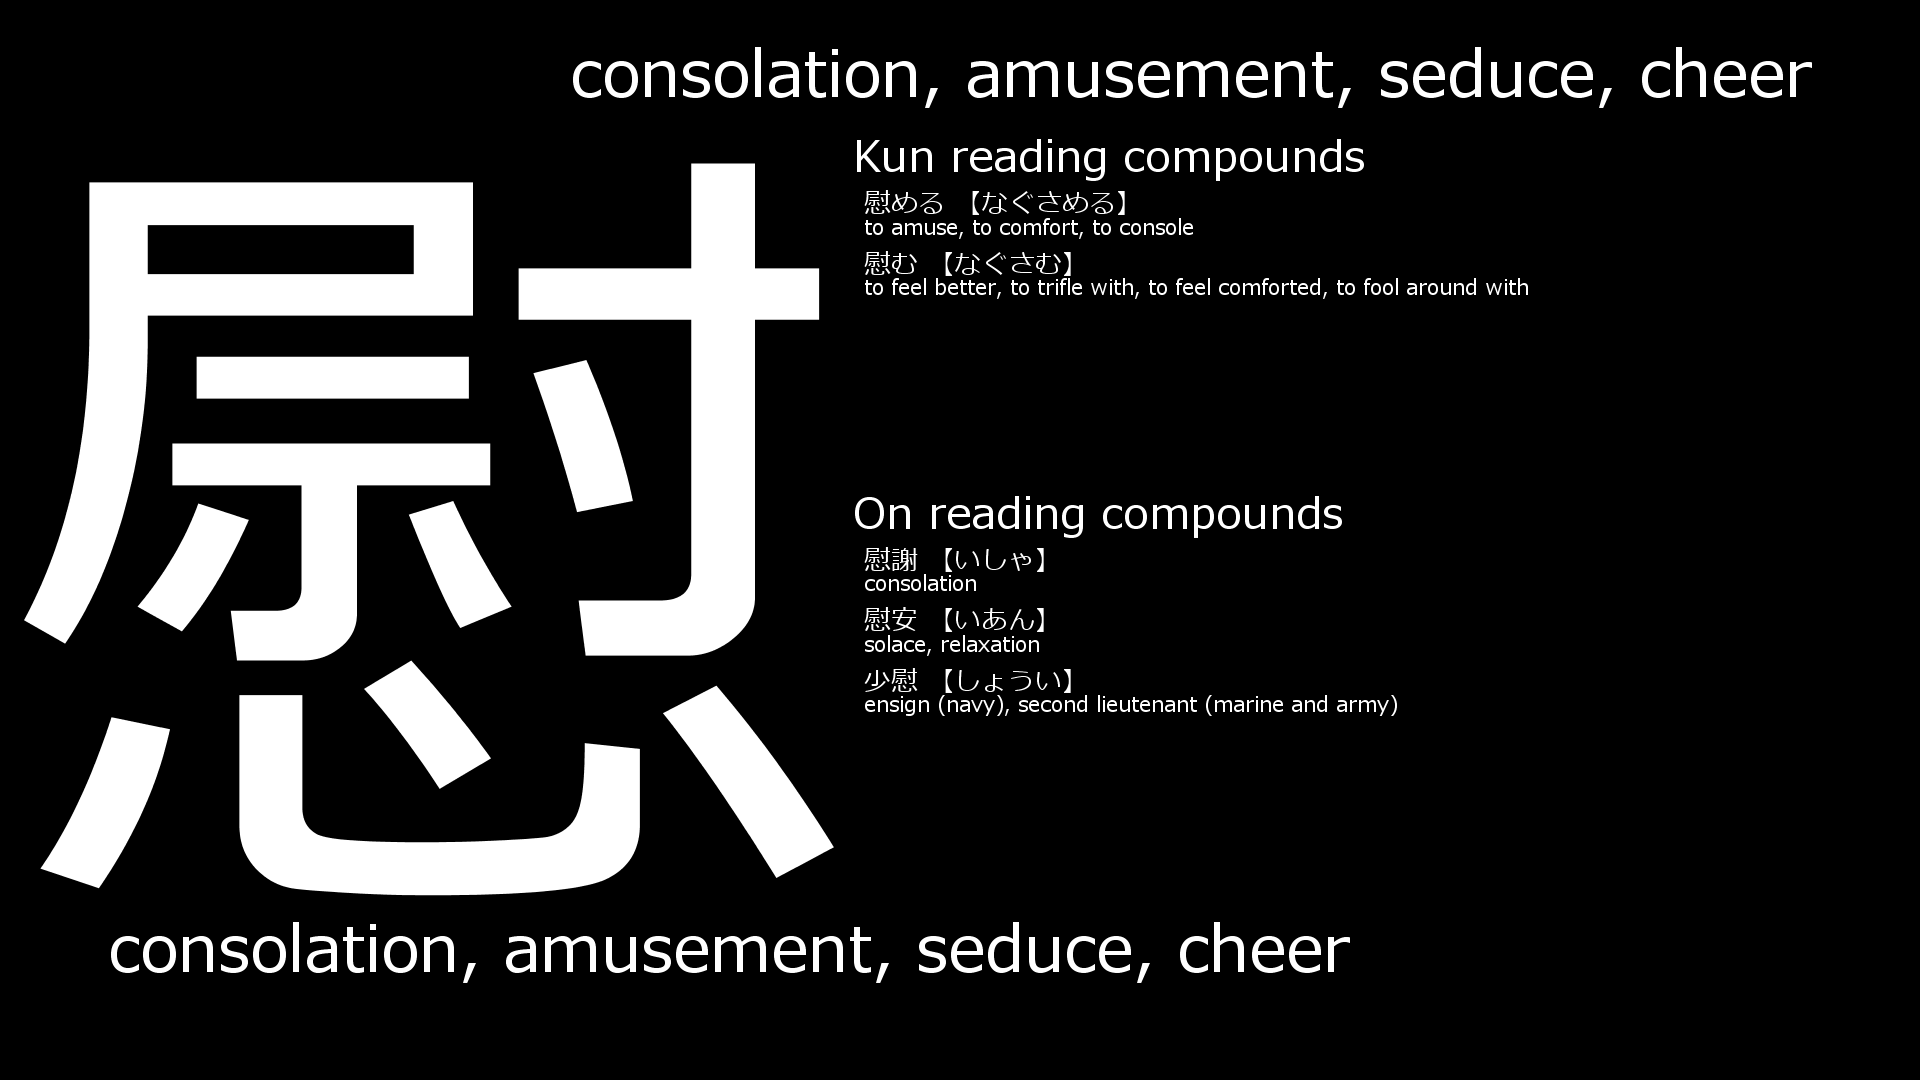 consolation, amusement, seduce, cheer
慰
Kun reading compounds
慰める 【なぐさめる】
to amuse, to comfort, to console
慰む 【なぐさむ】
to feel better, to trifle with, to feel comforted, to fool around with
On reading compounds
慰謝 【いしゃ】
consolation
慰安 【いあん】
solace, relaxation
少慰 【しょうい】
ensign (navy), second lieutenant (marine and army)
consolation, amusement, seduce, cheer